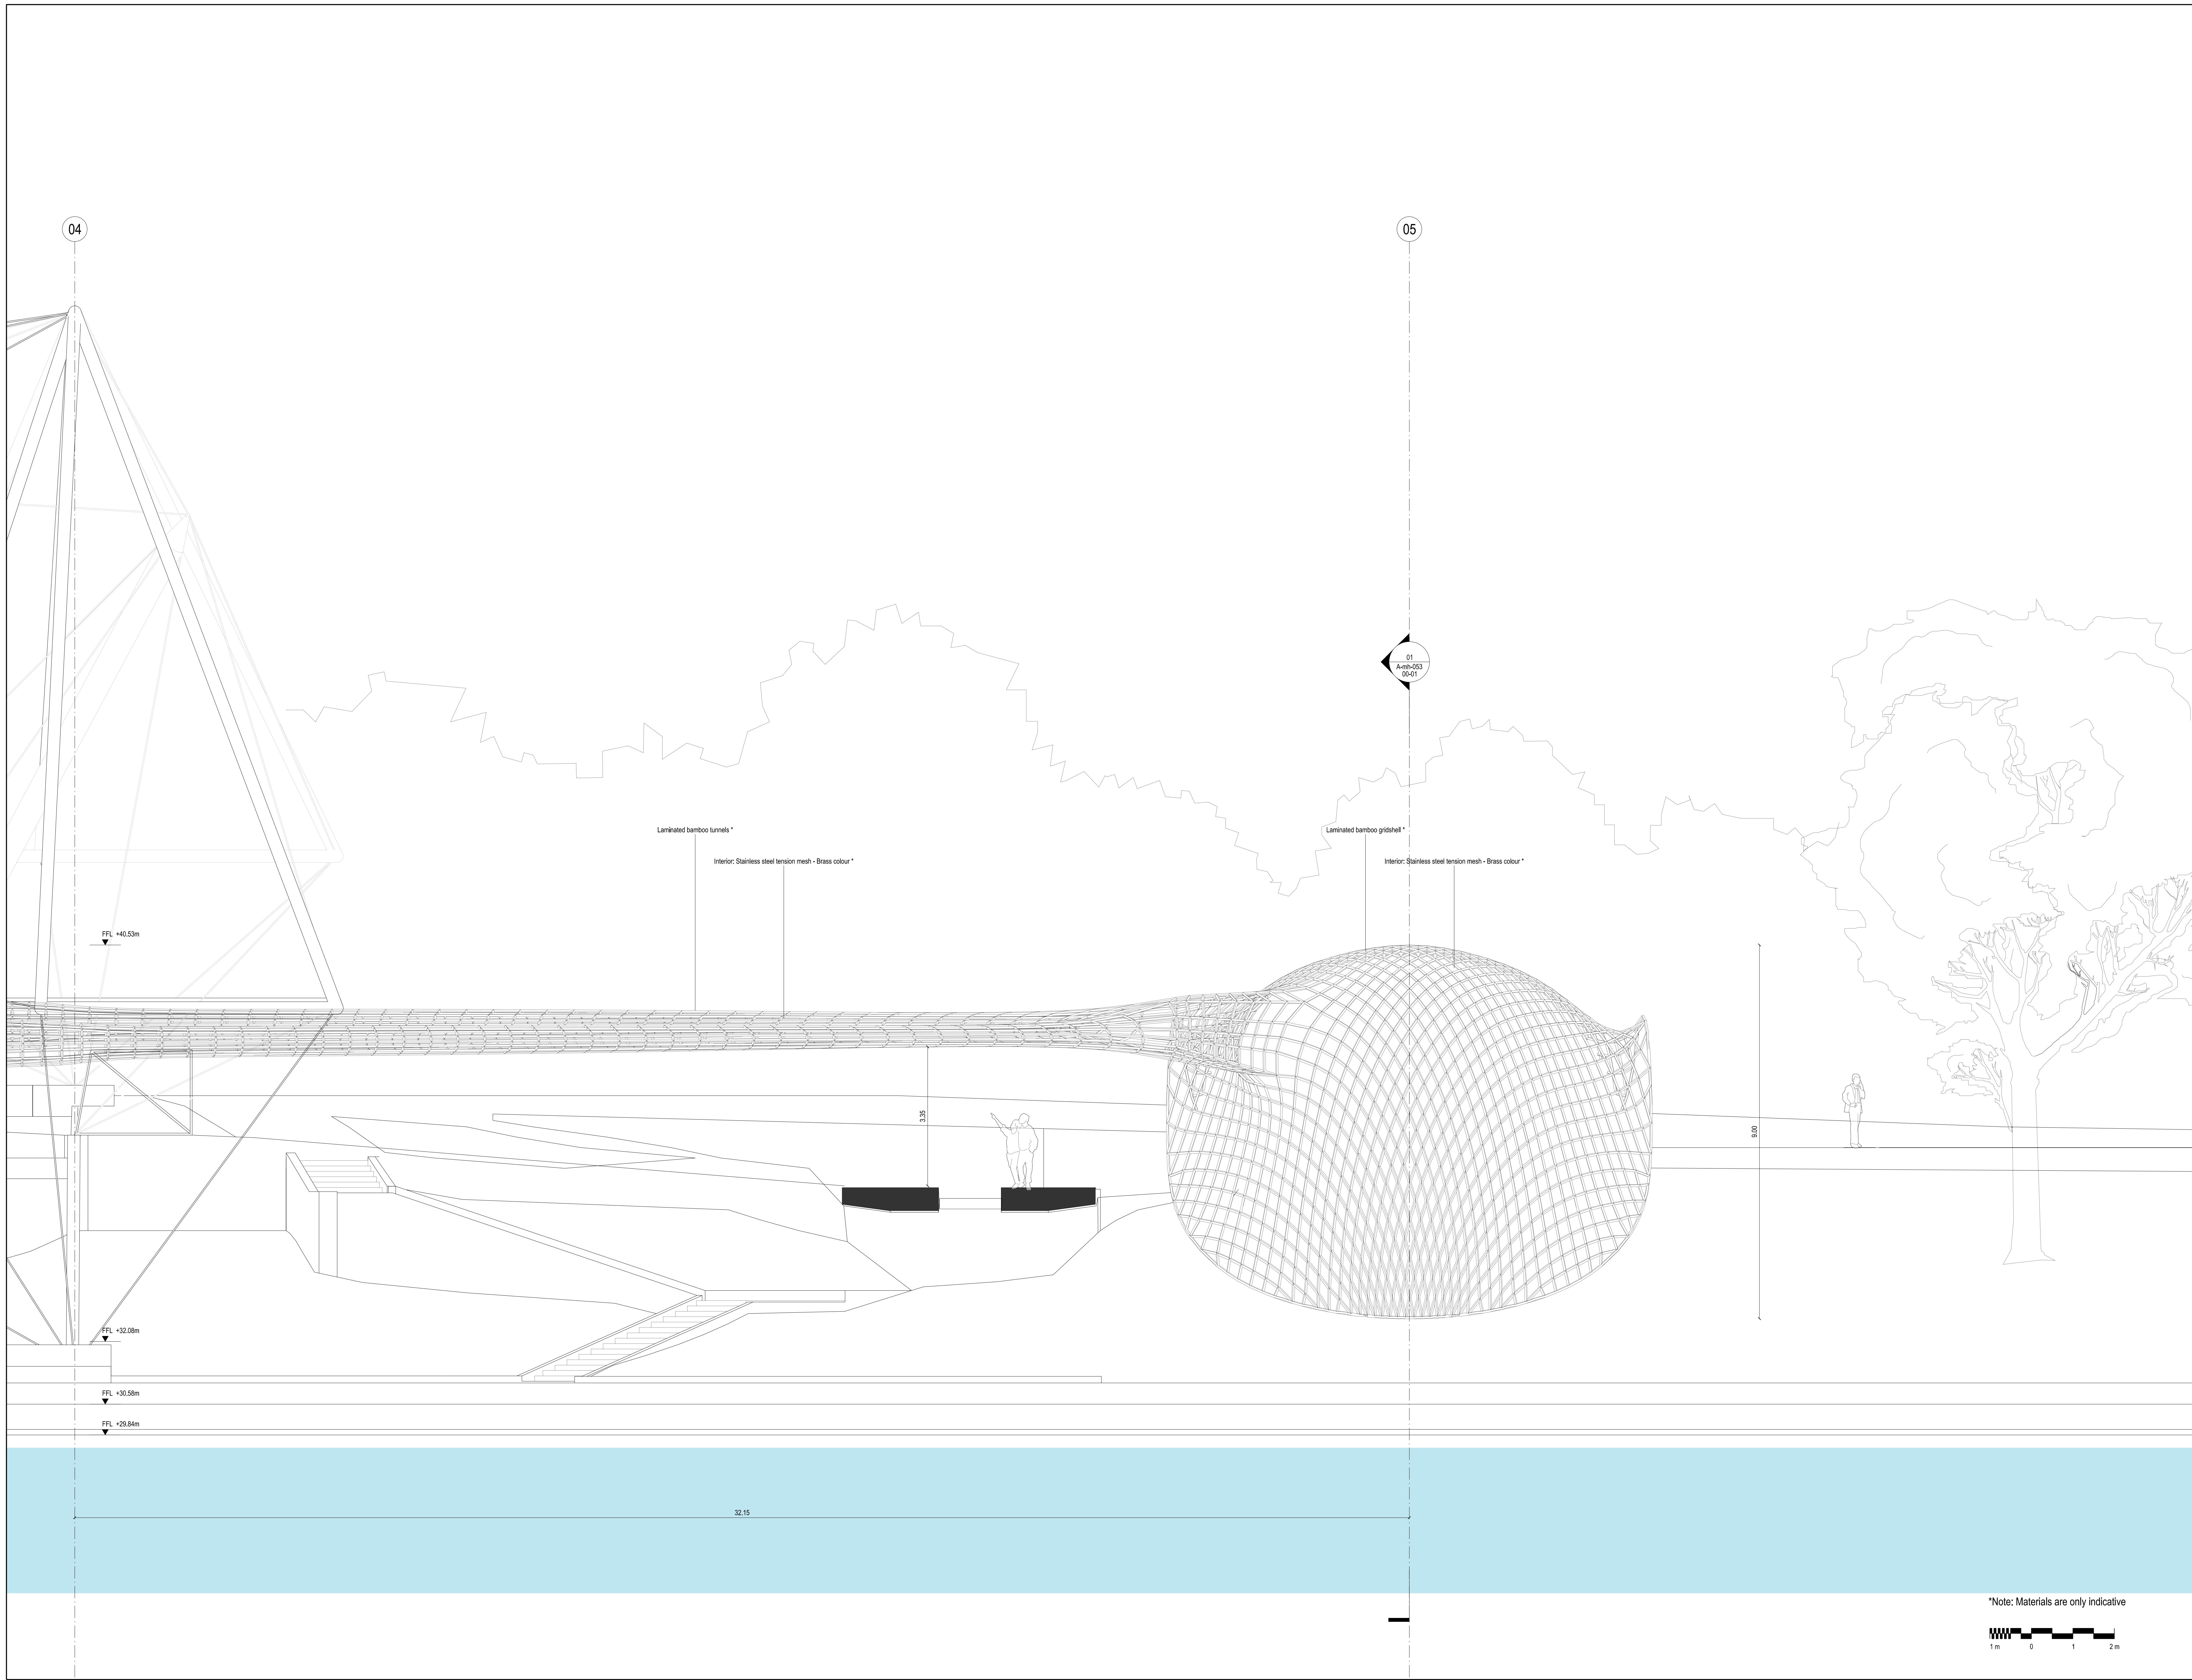 04
05
01
A-mh-053
00-01
Laminated bamboo tunnels *
Laminated bamboo gridshell *
Interior: Stainless steel tension mesh - Brass colour *
Interior: Stainless steel tension mesh - Brass colour *
FFL +40.53m
3.35
9.00
FFL +32.08m
FFL +30.58m
FFL +29.84m
32.15
*Note: Materials are only indicative
1 m 0 1 2 m